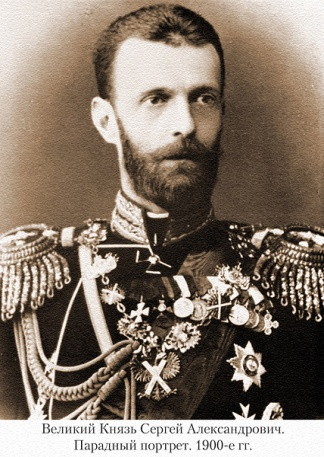 Великий Князь Сергей Александрович.
Парадный портрет. 1900-е гг.